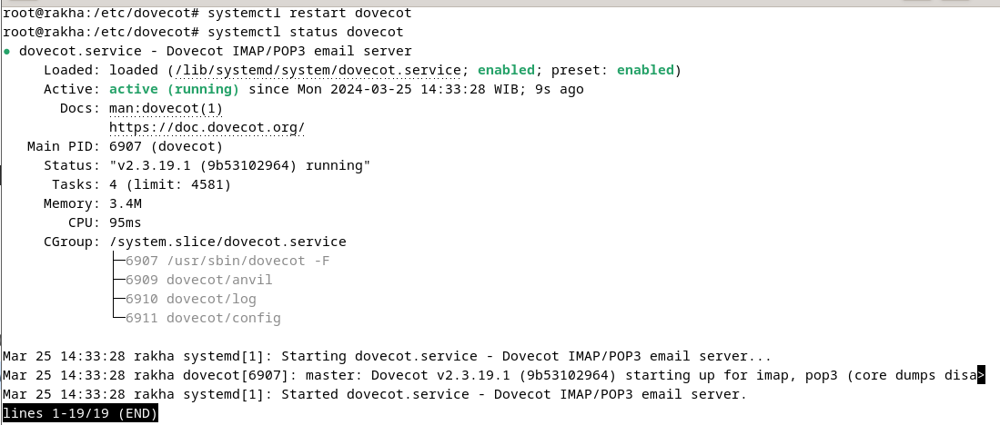 root@rakha:/etc/dovecot# systemctl restart dovecot
root@rakha:/etc/dovecot# systemctl status dovecot
● dovecot.service - Dovecot IMAP/POP3 email server
     Loaded: loaded (/lib/systemd/system/dovecot.service; enabled; preset: enabled)
     Active: active (running) since Mon 2024-03-25 14:33:28 WIB; 9s ago
       Docs: man:dovecot(1)
             https://doc.dovecot.org/
   Main PID: 6907 (dovecot)
     Status: "v2.3.19.1 (9b53102964) running"
      Tasks: 4 (limit: 4581)
     Memory: 3.4M
        CPU: 95ms
     CGroup: /system.slice/dovecot.service
             ├─6907 /usr/sbin/dovecot -F
             ├─6909 dovecot/anvil
             ├─6910 dovecot/log
             └─6911 dovecot/config
Mar 25 14:33:28 rakha systemd[1]: Starting dovecot.service - Dovecot IMAP/POP3 email server...
Mar 25 14:33:28 rakha dovecot[6907]: master: Dovecot v2.3.19.1 (9b53102964) starting up for imap, pop3 (core dumps disa>
Mar 25 14:33:28 rakha systemd[1]: Started dovecot.service - Dovecot IMAP/POP3 email server.
lines 1-19/19 (END)